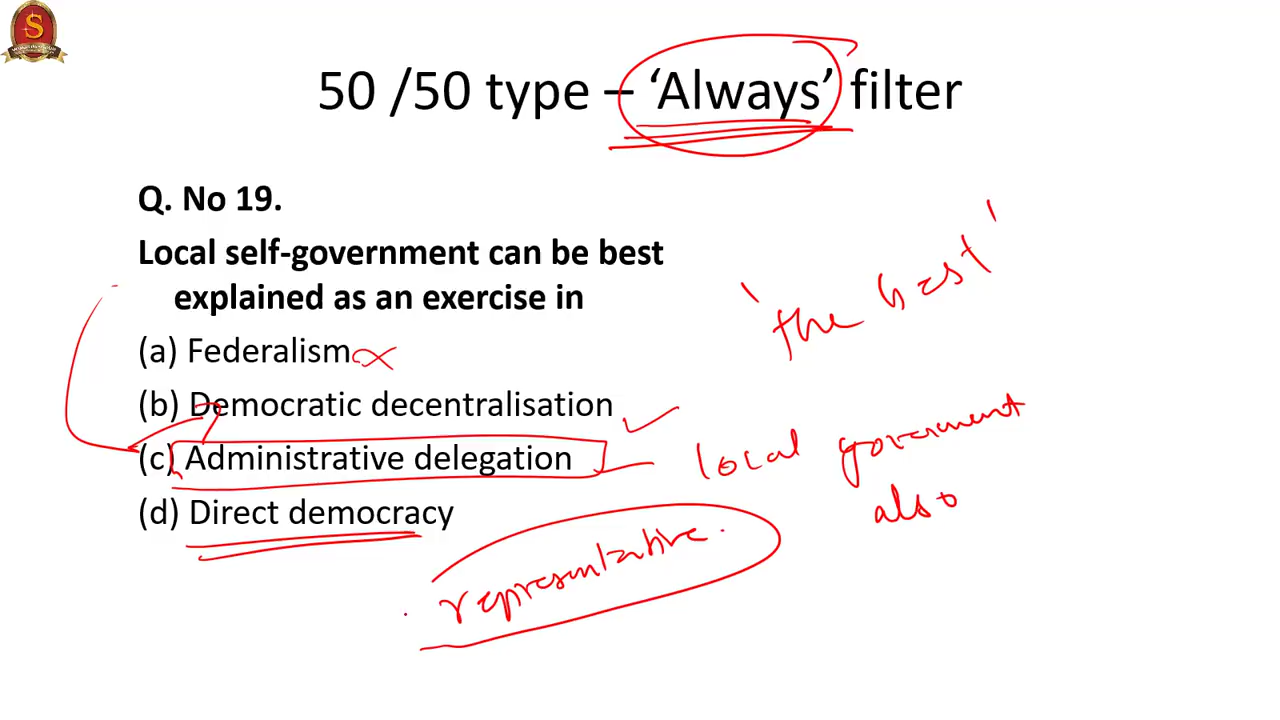 50 /50 type – ‘Always’ filter
Q. No 19.
Local self-government can be best
explained as an exercise in
(a) Federalism
(b) Democratic decentralisation
(c) Administrative delegation
(d) Direct democracy
'the best'
local government
also
representative.